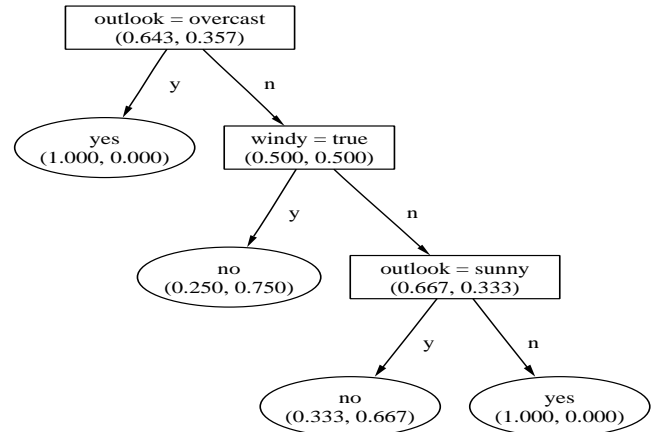 outlook = overcast
(0.643, 0.357)
y
n
yes
(1.000, 0.000)
windy = true
(0.500, 0.500)
y
n
no
(0.250, 0.750)
outlook = sunny
(0.667, 0.333)
y
n
no
(0.333, 0.667)
yes
(1.000, 0.000)